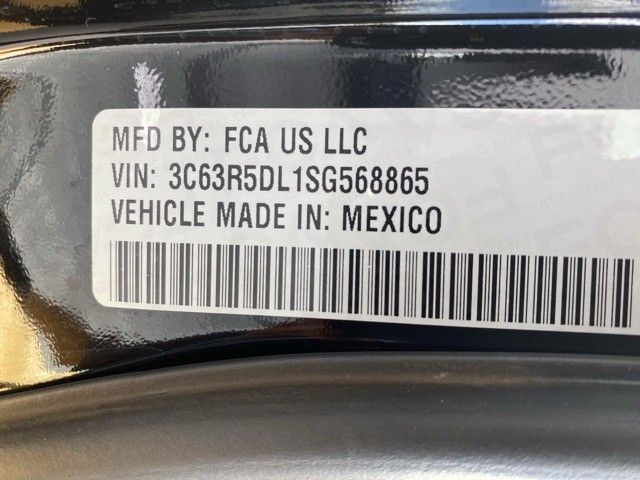 MFD BY: FCA US LLC
VIN: 3C63R5DL1SG568865
VEHICLE MADE IN: MEXICO